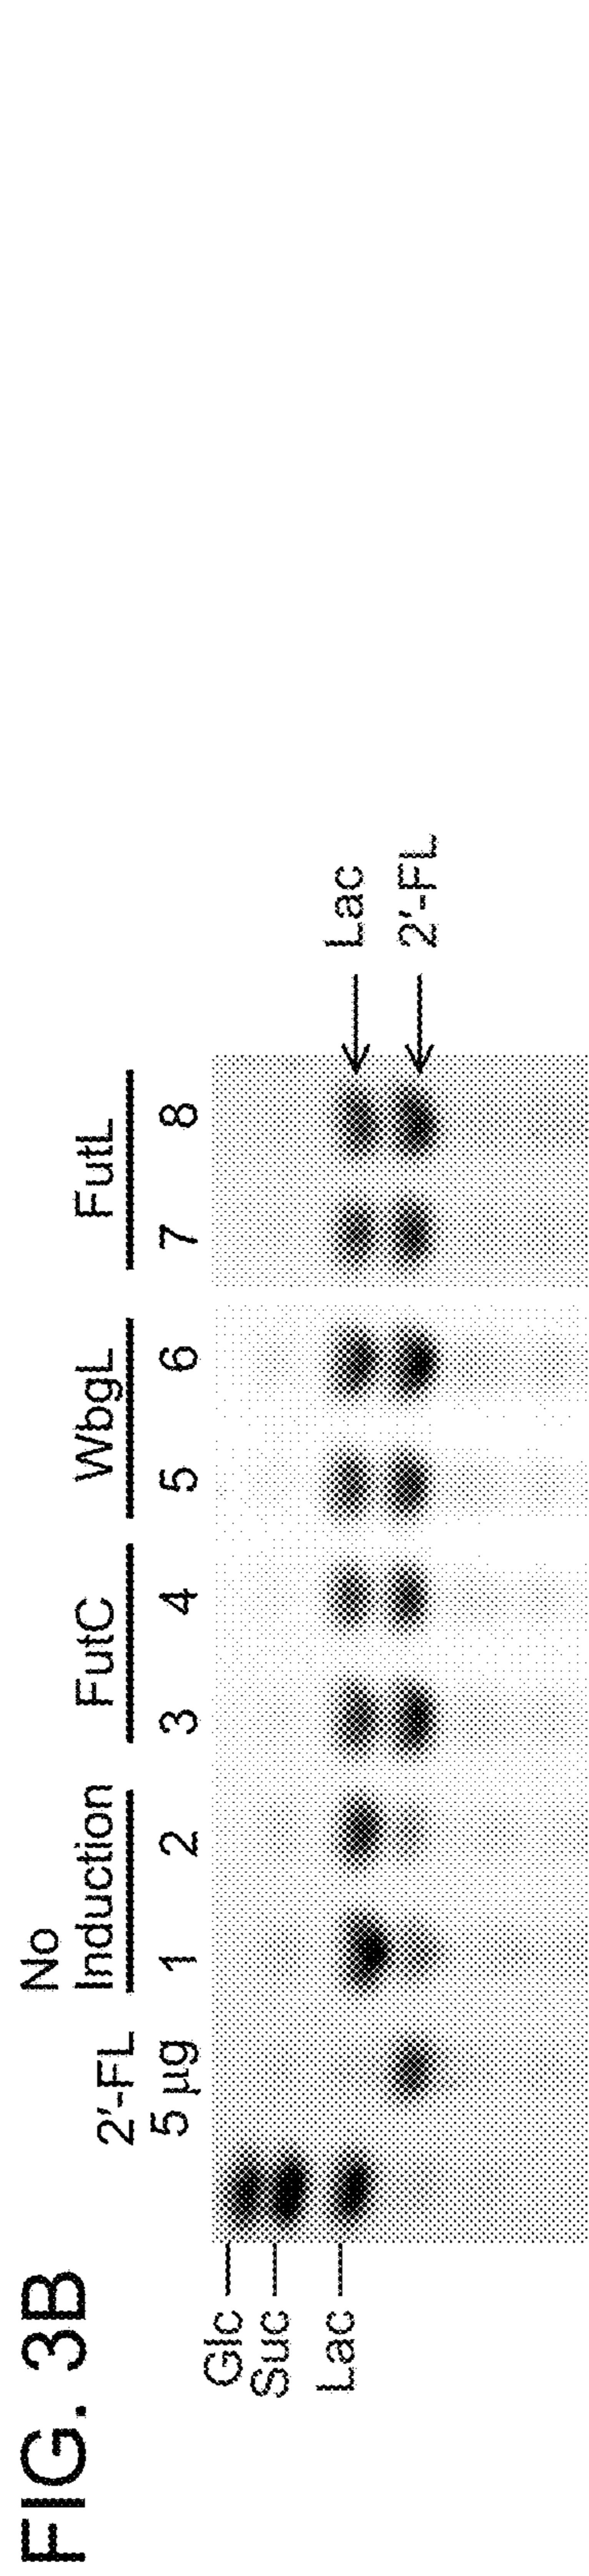 FIG. 3B
No
2'-FL Induction FutC WbgL FutL
5 µg 1 2 3 4 5 6 7 8
Glc
Suc
Lac
Lac
2'-FL